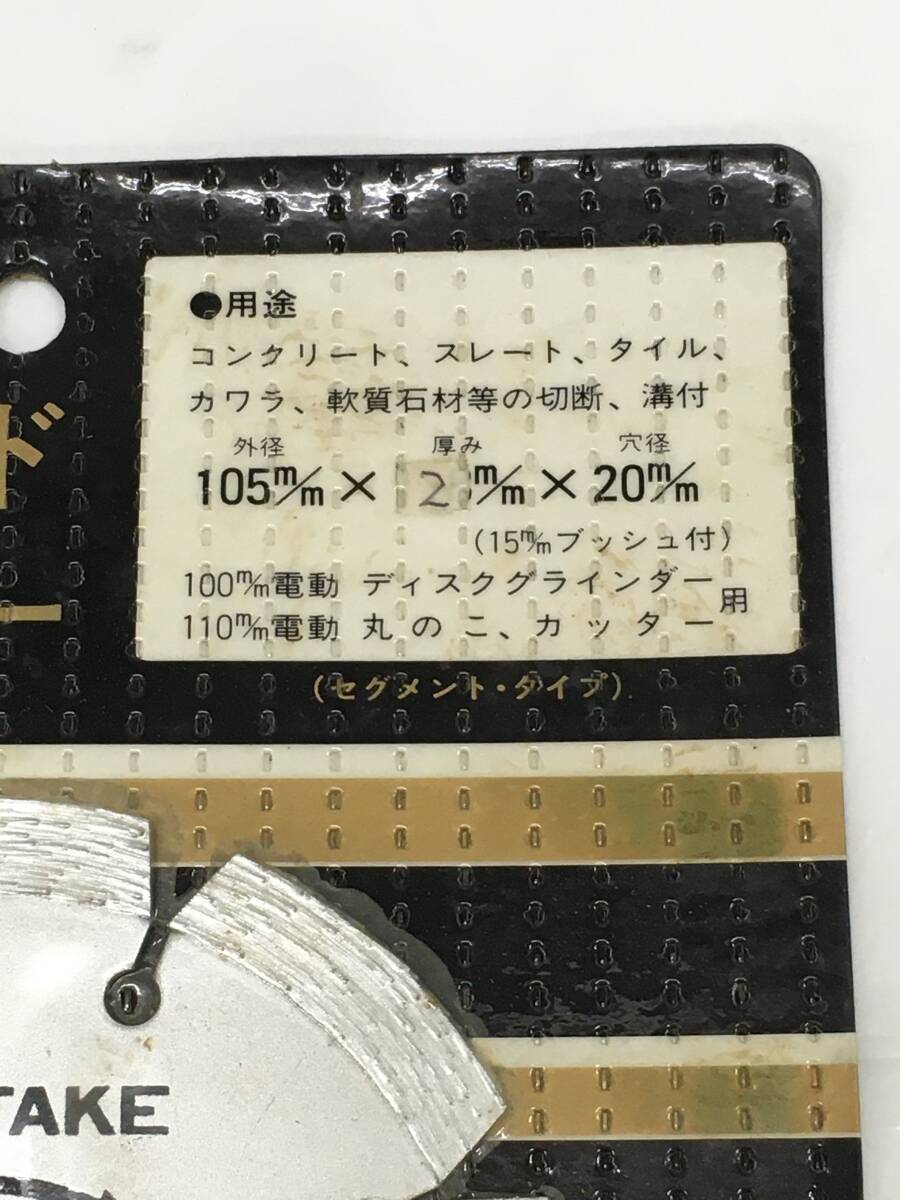 ●用途
コンクリート、スレート、タイル、
カワラ、軟質石材等の切断、溝付
外径 厚み 穴径
105m/m × 2m/m × 20m/m
(15m/mブッシュ付)
100m/m電動 ディスクグラインダー
110m/m電動 丸のこ、カッター
用
(セグメント・タイプ)
ド
ー
TAKE